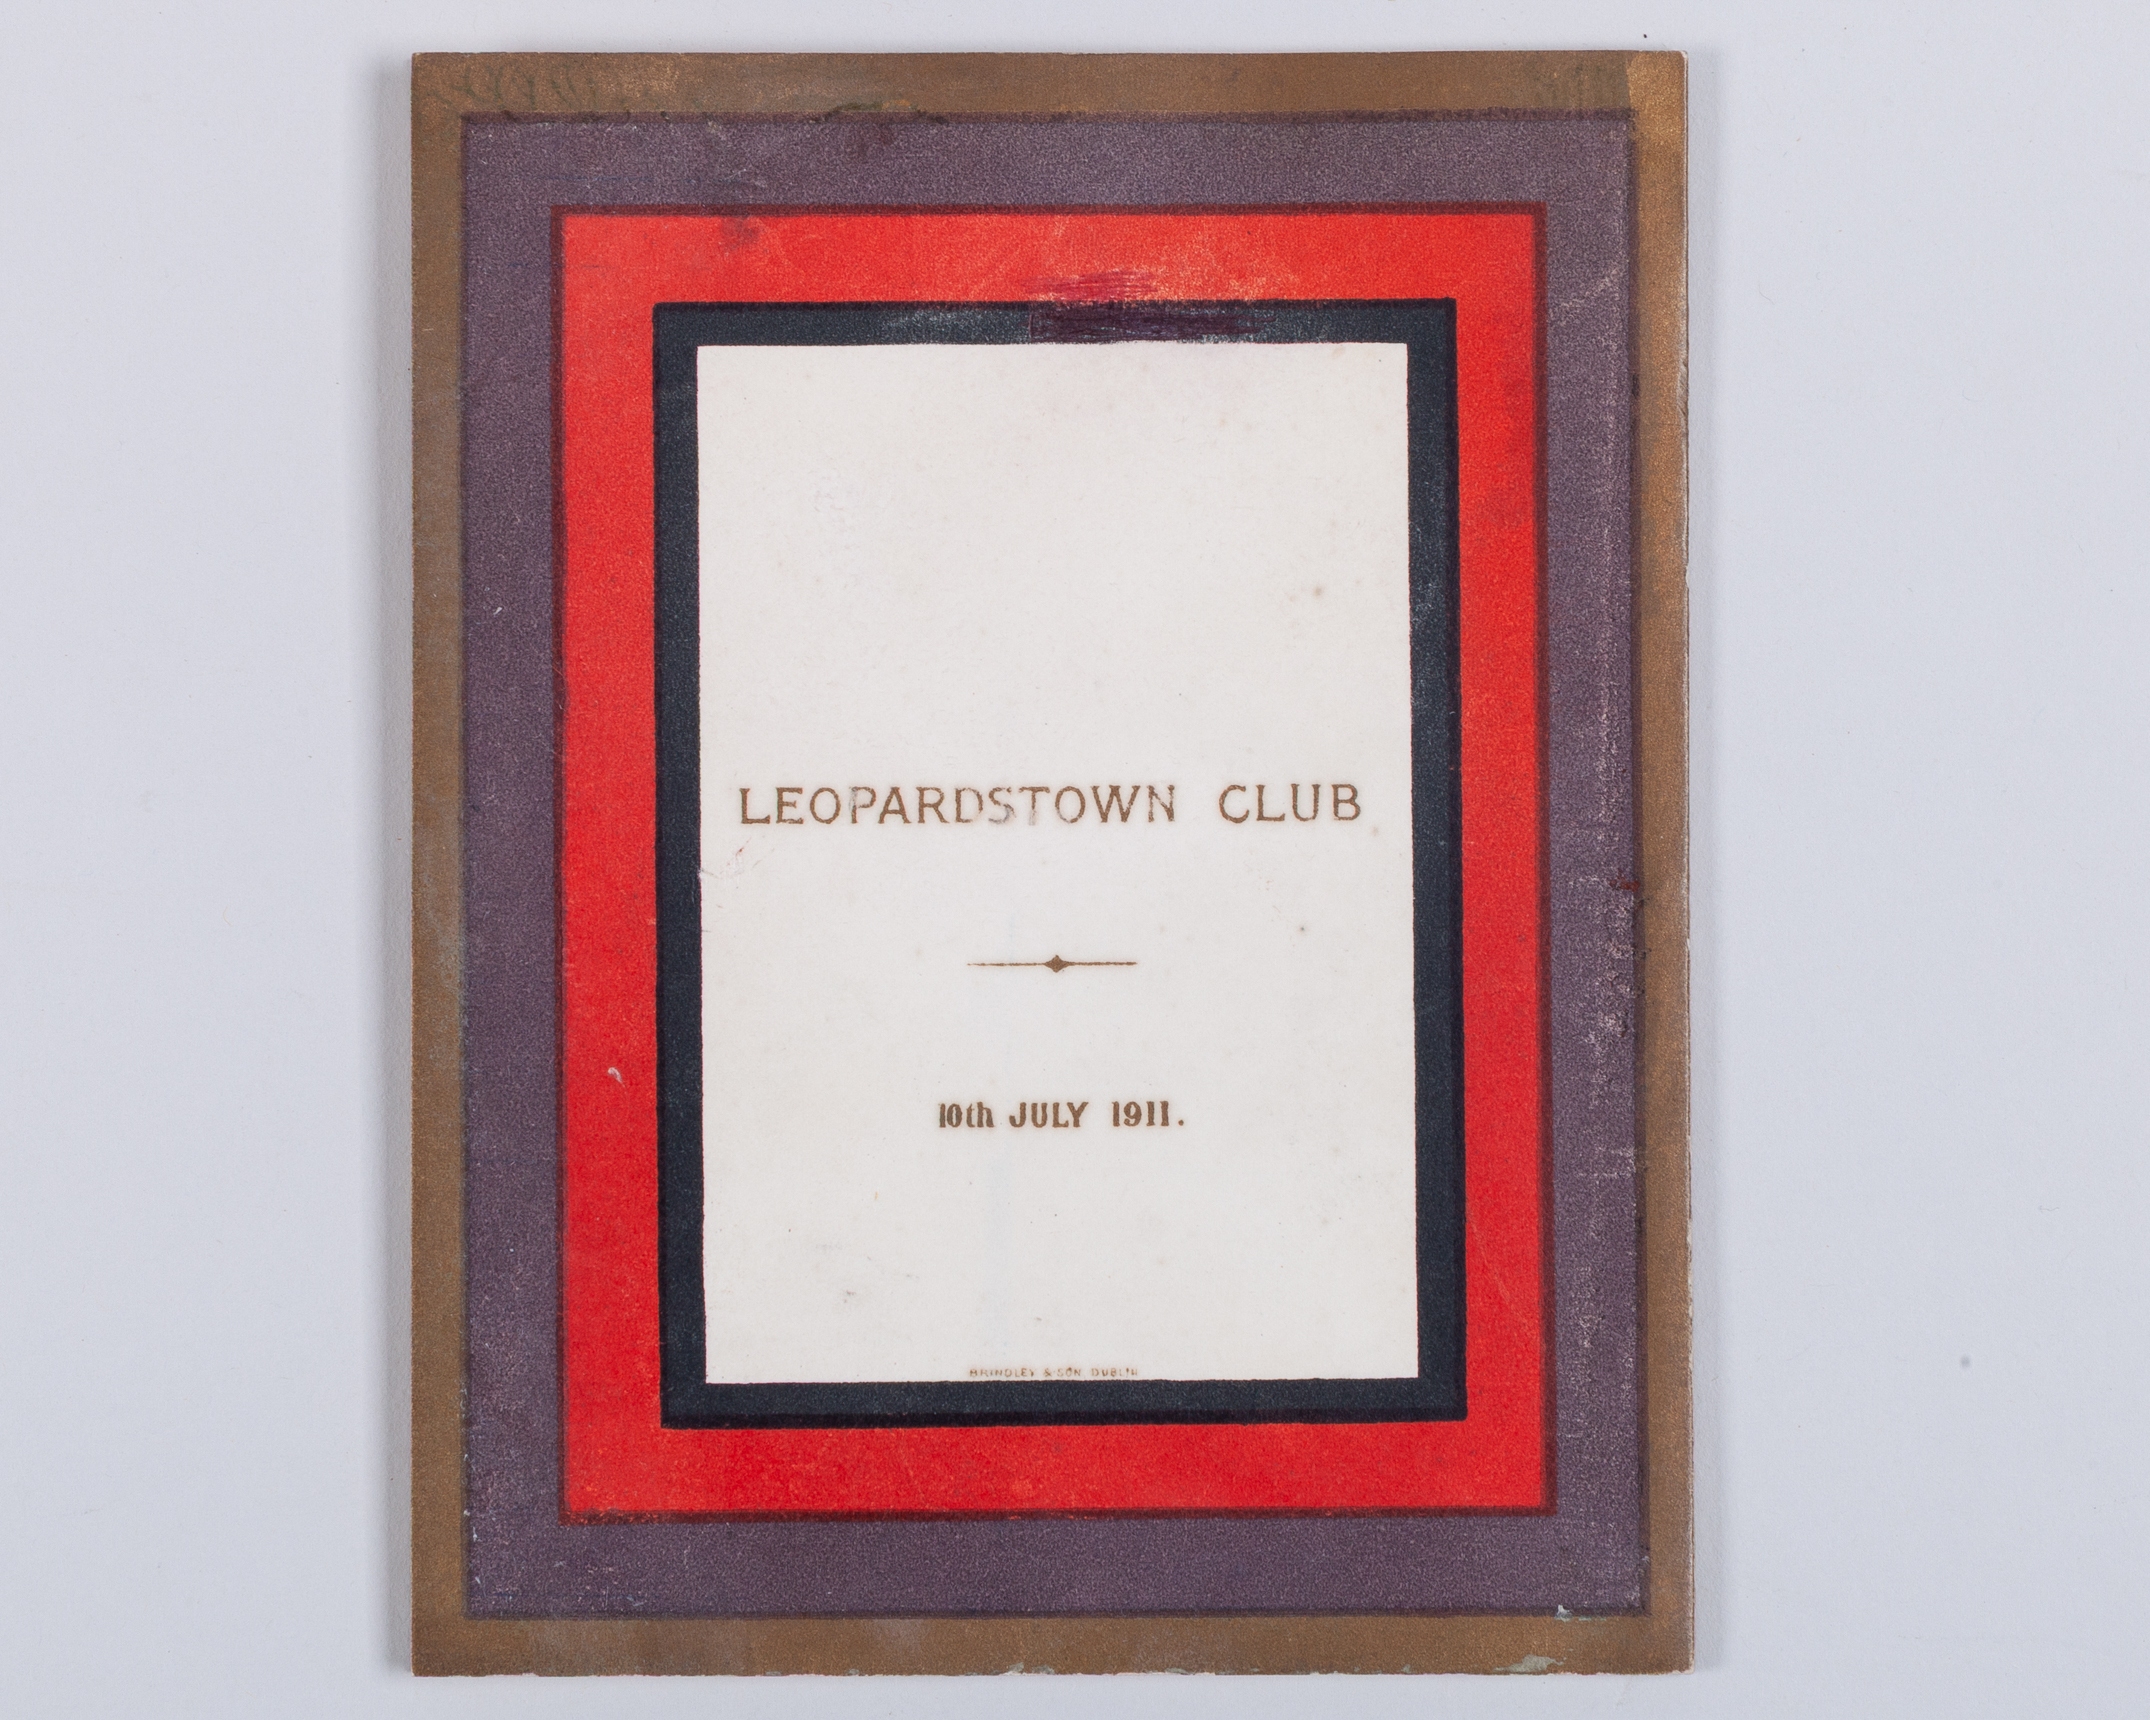 LEOPARDSTOWN CLUB
10th JULY 1911.
BRINDLEY & SON DUBLIN